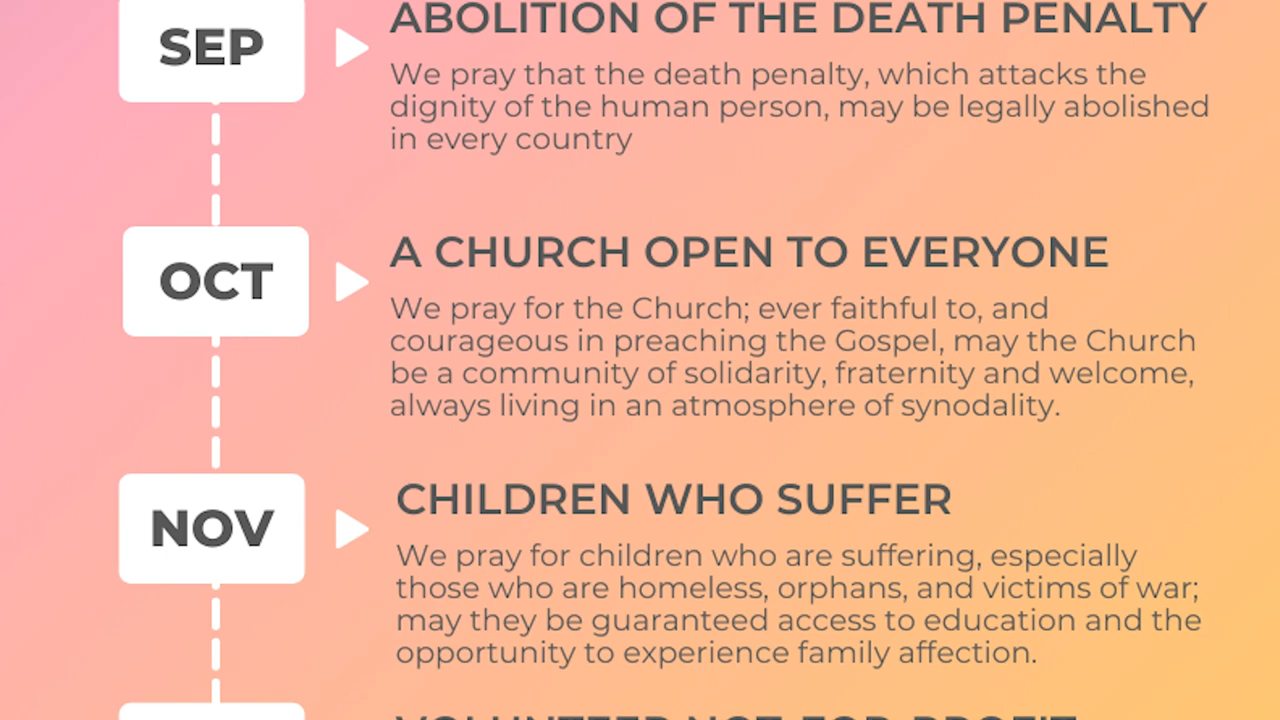 SEP
ABOLITION OF THE DEATH PENALTY
We pray that the death penalty, which attacks the
dignity of the human person, may be legally abolished
in every country
OCT
A CHURCH OPEN TO EVERYONE
We pray for the Church; ever faithful to, and
courageous in preaching the Gospel, may the Church
be a community of solidarity, fraternity and welcome,
always living in an atmosphere of synodality.
NOV
CHILDREN WHO SUFFER
We pray for children who are suffering, especially
those who are homeless, orphans, and victims of war;
may they be guaranteed access to education and the
opportunity to experience family affection.
VOLUNTEER NOT-FOR-PROFIT